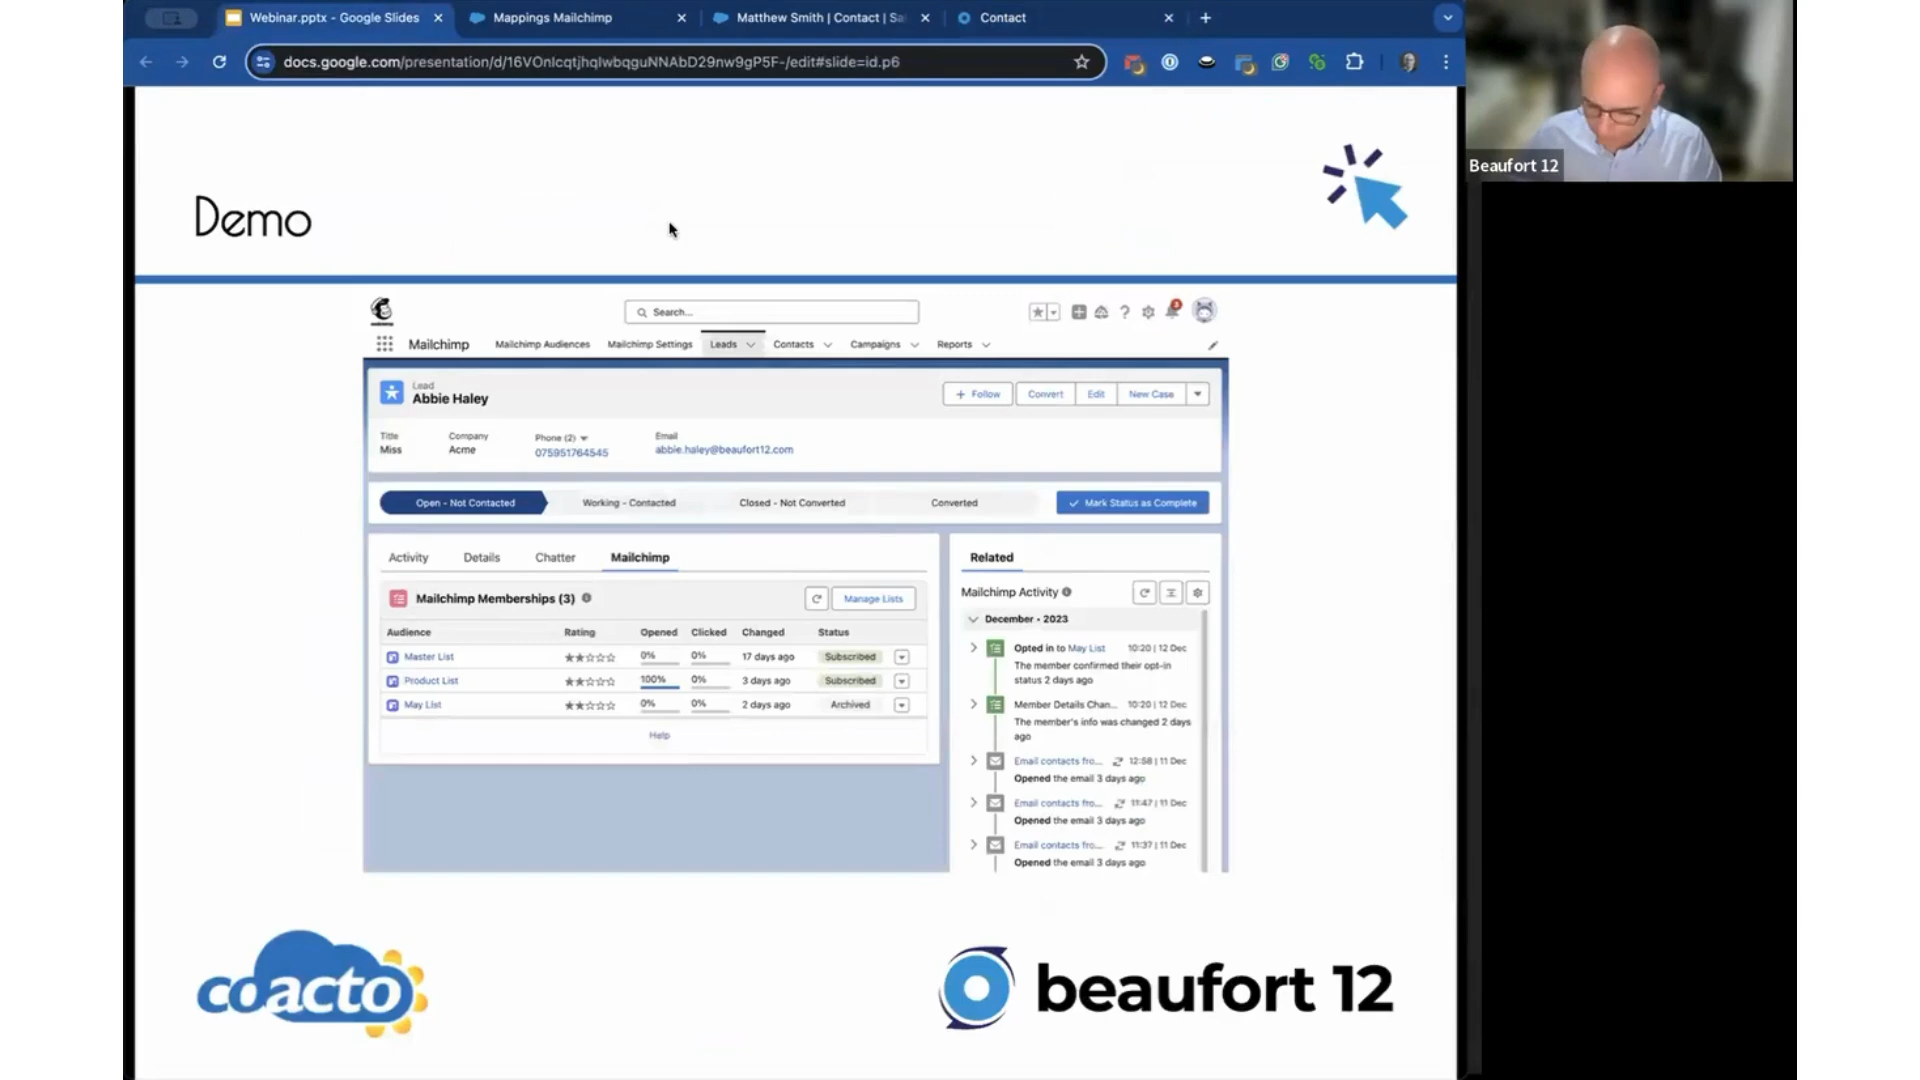 Webinar.pptx - Google Slides
Mappings Mailchimp
Matthew Smith | Contact | Sa
Contact
docs.google.com/presentation/d/16VOnlcqtjhqlwbqguNNAbD29nw9gP5F-/edit#slide=id.p6
Beaufort 12
Demo
Search...
Mailchimp
Mailchimp Audiences
Mailchimp Settings
Leads
Contacts
Campaigns
Reports
Lead
Abbie Haley
+ Follow
Convert
Edit
New Case
Title
Company
Phone (2)
Email
Miss
Acme
075951764545
abbie.haley@beaufort12.com
Open - Not Contacted
Working - Contacted
Closed - Not Converted
Converted
Mark Status as Complete
Activity
Details
Chatter
Mailchimp
Mailchimp Memberships (3)
Manage Lists
Audience Rating Opened Clicked Changed Status
Master List 0% 0% 17 days ago Subscribed
Product List 100% 0% 3 days ago Subscribed
May List 0% 0% 2 days ago Archived
Help
Related
Mailchimp Activity
December • 2023
Opted in to May List 10:20 | 12 Dec
The member confirmed their opt-in
status 2 days ago
Member Details Chan... 10:20 | 12 Dec
The member's info was changed 2 days
ago
Email contacts fro... 12:58 | 11 Dec
Opened the email 3 days ago
Email contacts fro... 11:47 | 11 Dec
Opened the email 3 days ago
Email contacts fro... 11:37 | 11 Dec
Opened the email 3 days ago
coacto
beaufort 12